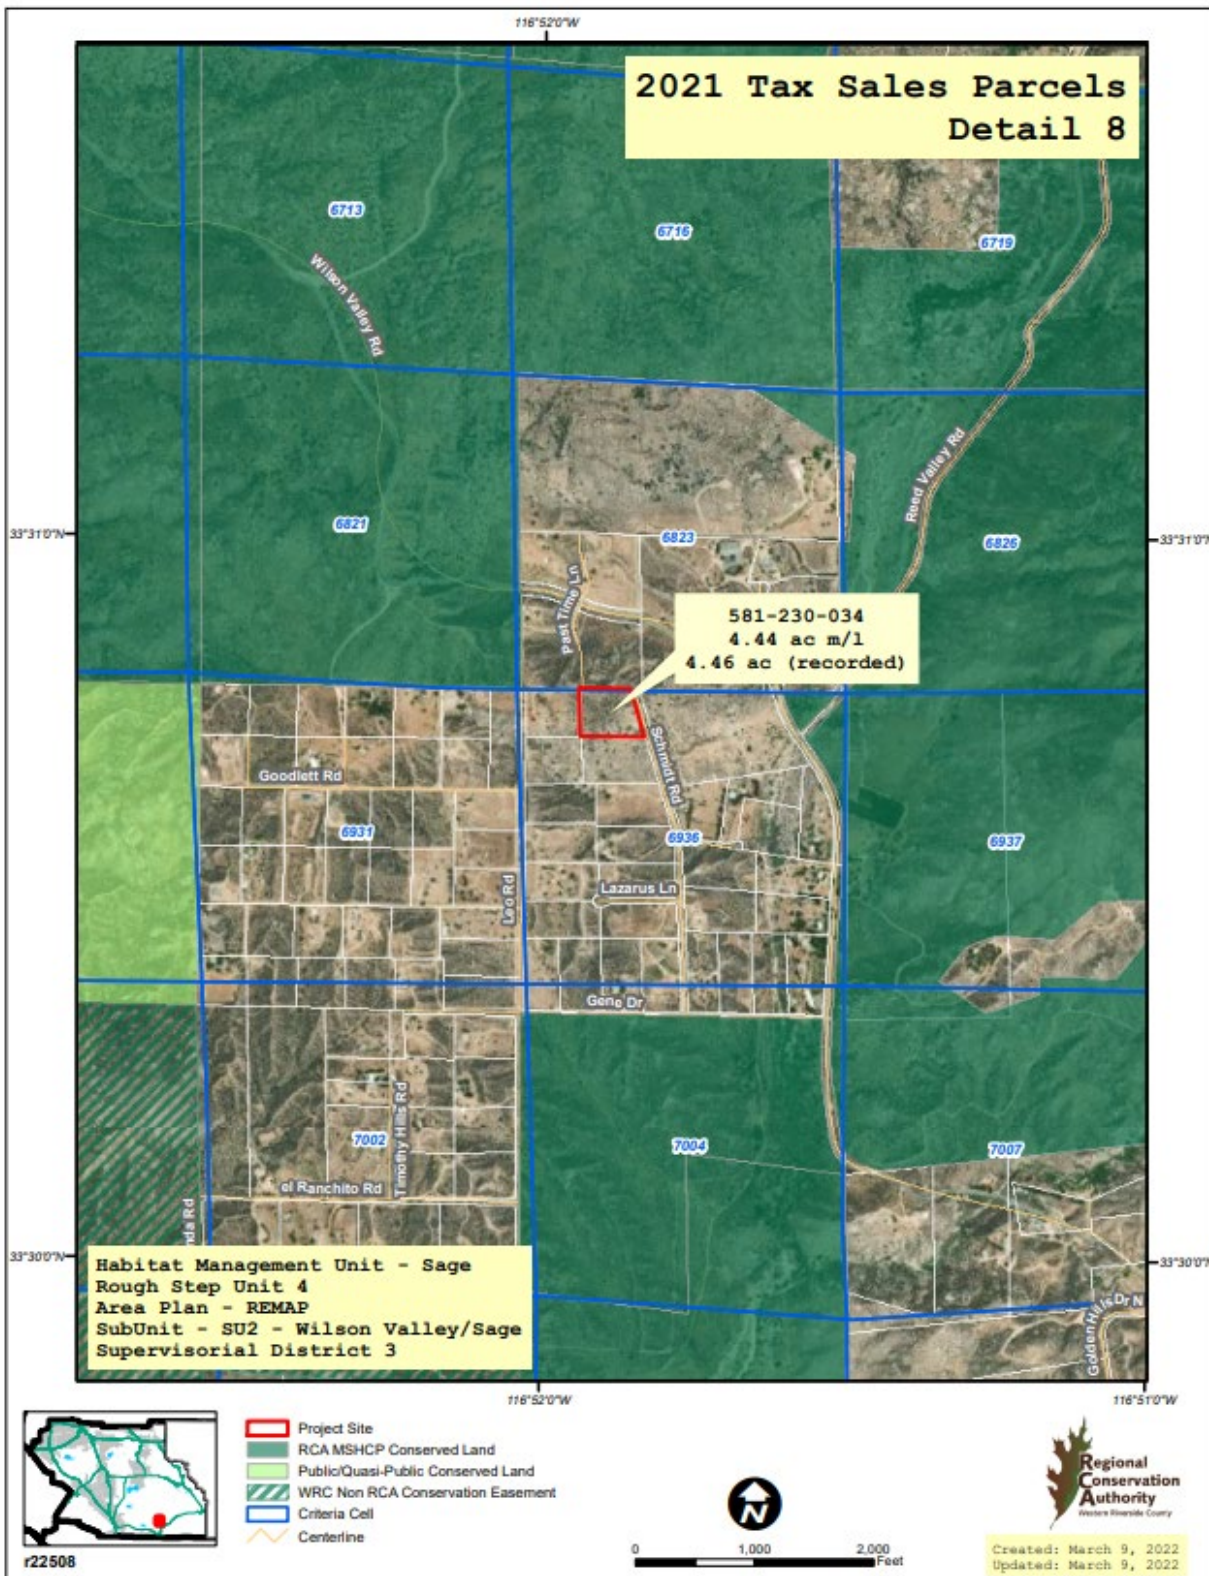 116°52'0"W
2021 Tax Sales Parcels
Detail 8
6713
6716
6719
Wilson Valley Rd
Reed Valley Rd
33°31'0"N
6821
6823
6826
33°31'0"N
Past Time Ln
581-230-034
4.44 ac m/l
4.46 ac (recorded)
Schmidt Rd
Goodlett Rd
6931
6936
6937
Leo Rd
Lazarus Ln
Gene Dr
Timothy Hills Rd
7002
7004
7007
el Ranchito Rd
nda Rd
33°30'0"N
33°30'0"N
Habitat Management Unit - Sage
Rough Step Unit 4
Area Plan - REMAP
SubUnit - SU2 - Wilson Valley/Sage
Supervisorial District 3
Golden Hills Dr N
116°52'0"W
116°51'0"W
Project Site
RCA MSHCP Conserved Land
Public/Quasi-Public Conserved Land
WRC Non RCA Conservation Easement
Criteria Cell
Centerline
r22508
N
0 1,000 2,000
Feet
Regional
Conservation
Authority
Western Riverside County
Created: March 9, 2022
Updated: March 9, 2022